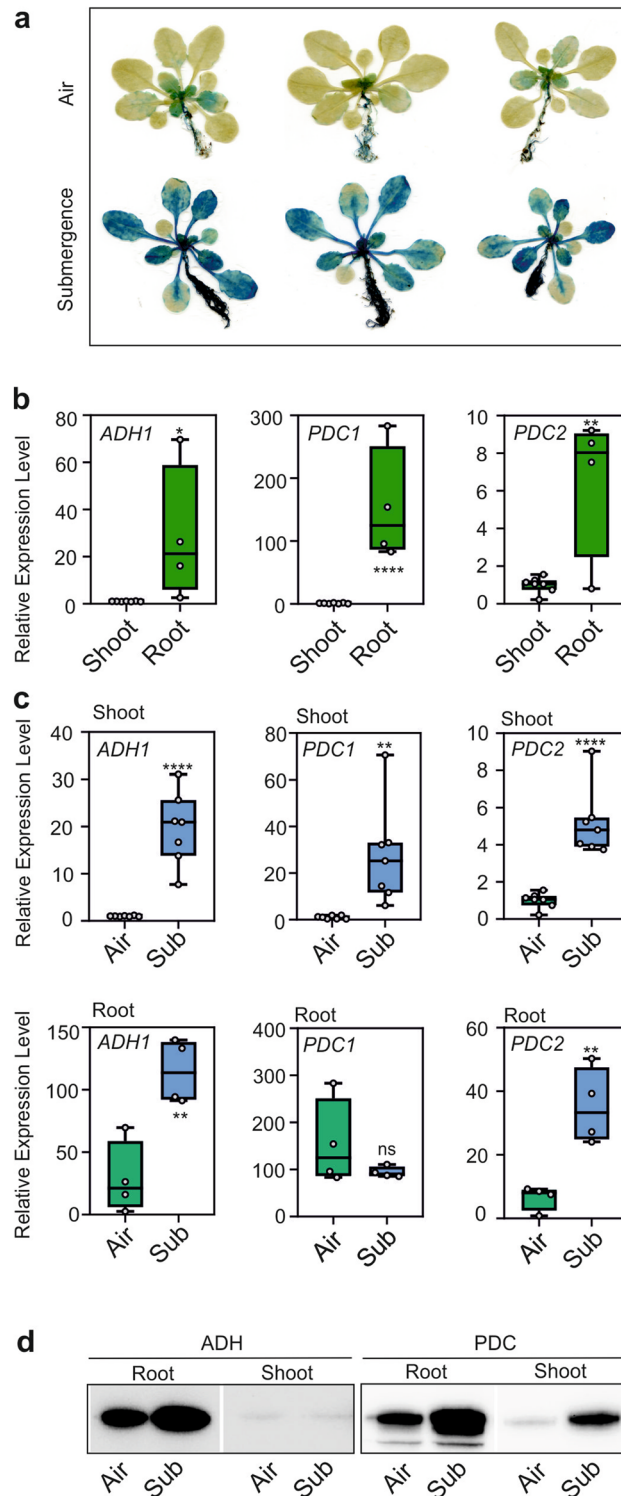 a
Air
Submergence
b
Relative Expression Level
80
60
40
20
0
ADH1
*
Shoot
Root
300
200
100
0
PDC1
****
Shoot
Root
10
8
6
4
2
0
PDC2
**
Shoot
Root
c
Relative Expression Level
Shoot
40
30
20
10
0
ADH1
****
Air
Sub
Shoot
80
60
40
20
0
PDC1
**
Air
Sub
Shoot
10
8
6
4
2
0
PDC2
****
Air
Sub
Relative Expression Level
Root
150
100
50
0
ADH1
**
Air
Sub
Root
400
300
200
100
0
PDC1
ns
Air
Sub
Root
60
40
20
0
PDC2
**
Air
Sub
d
ADH
PDC
Root
Shoot
Root
Shoot
Air
Sub
Air
Sub
Air
Sub
Air
Sub